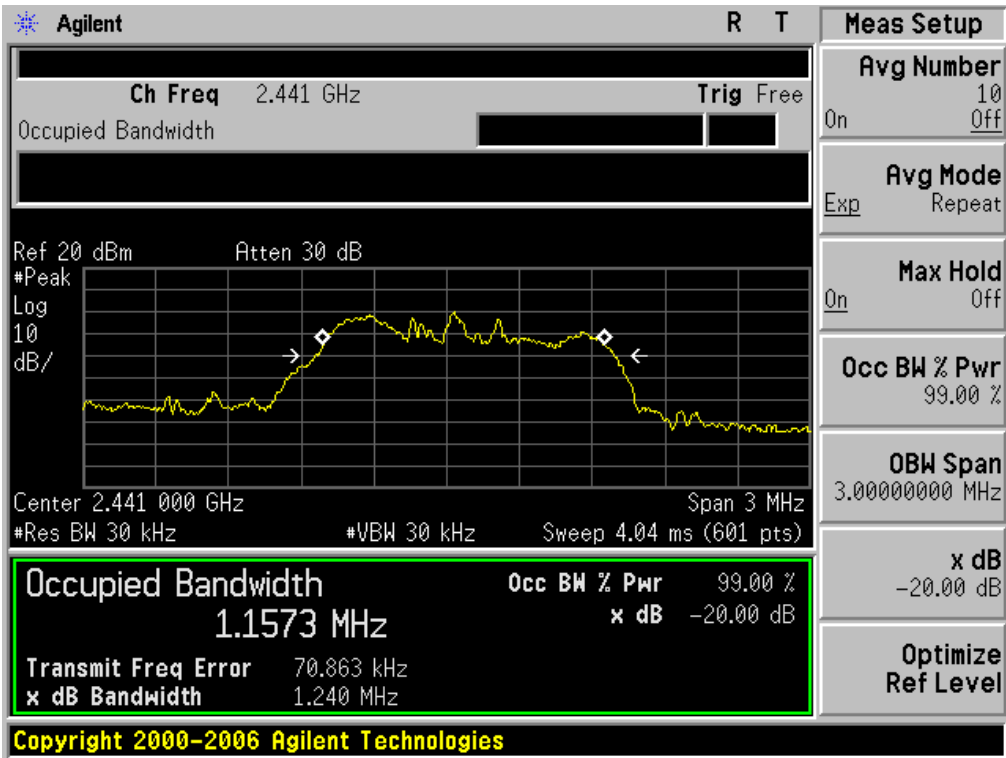 Agilent R T
Ch Freq 2.441 GHz Trig Free
Occupied Bandwidth
Ref 20 dBm Atten 30 dB
#Peak
Log
10
dB/
Center 2.441 000 GHz Span 3 MHz
#Res BW 30 kHz #VBW 30 kHz Sweep 4.04 ms (601 pts)
Occupied Bandwidth Occ BW % Pwr 99.00 %
1.1573 MHz x dB -20.00 dB
Transmit Freq Error 70.863 kHz
x dB Bandwidth 1.240 MHz
Copyright 2000-2006 Agilent Technologies
Meas Setup
Avg Number
10
On Off
Avg Mode
Exp Repeat
Max Hold
On Off
Occ BW % Pwr
99.00 %
OBW Span
3.00000000 MHz
x dB
-20.00 dB
Optimize
Ref Level